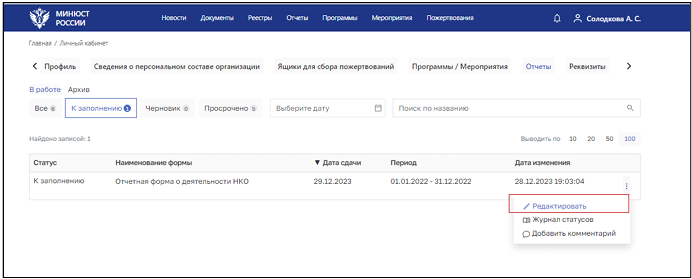 МИНЮСТ РОССИИ
Новости Документы Реестры Отчеты Программы Мероприятия Пожертвования Солодкова А. С.
Главная / Личный кабинет
Профиль Сведения о персональном составе организации Ящики для сбора пожертвований Программы / Мероприятия Отчеты Реквизиты
В работе Архив
Все 6 К заполнению 1 Черновик 0 Просрочено 5 Выберите дату Поиск по названию
Найдено записей: 1 Выводить по 10 20 50 100
Статус Наименование формы ▼ Дата сдачи Период Дата изменения
К заполнению Отчетная форма о деятельности НКО 29.12.2023 01.01.2022 - 31.12.2022 28.12.2023 19:03:04
Редактировать
Журнал статусов
Добавить комментарий